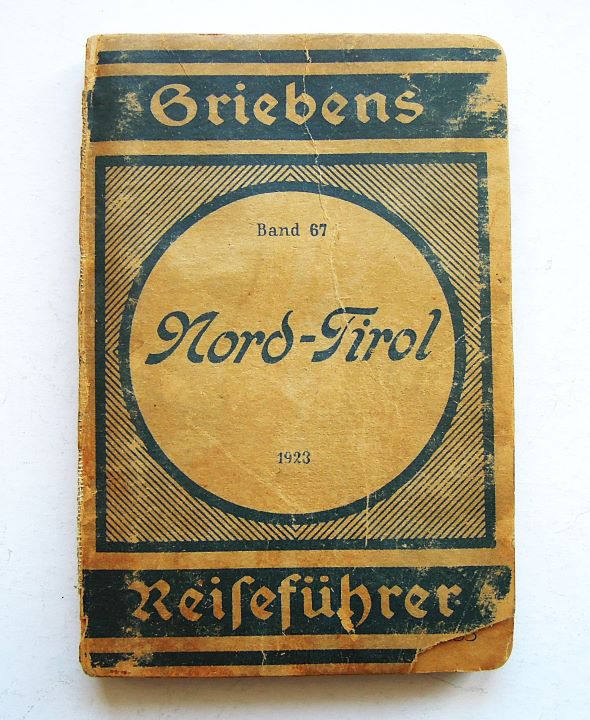 Griebens
Band 67
Nord-Tirol
1923
Reiseführer